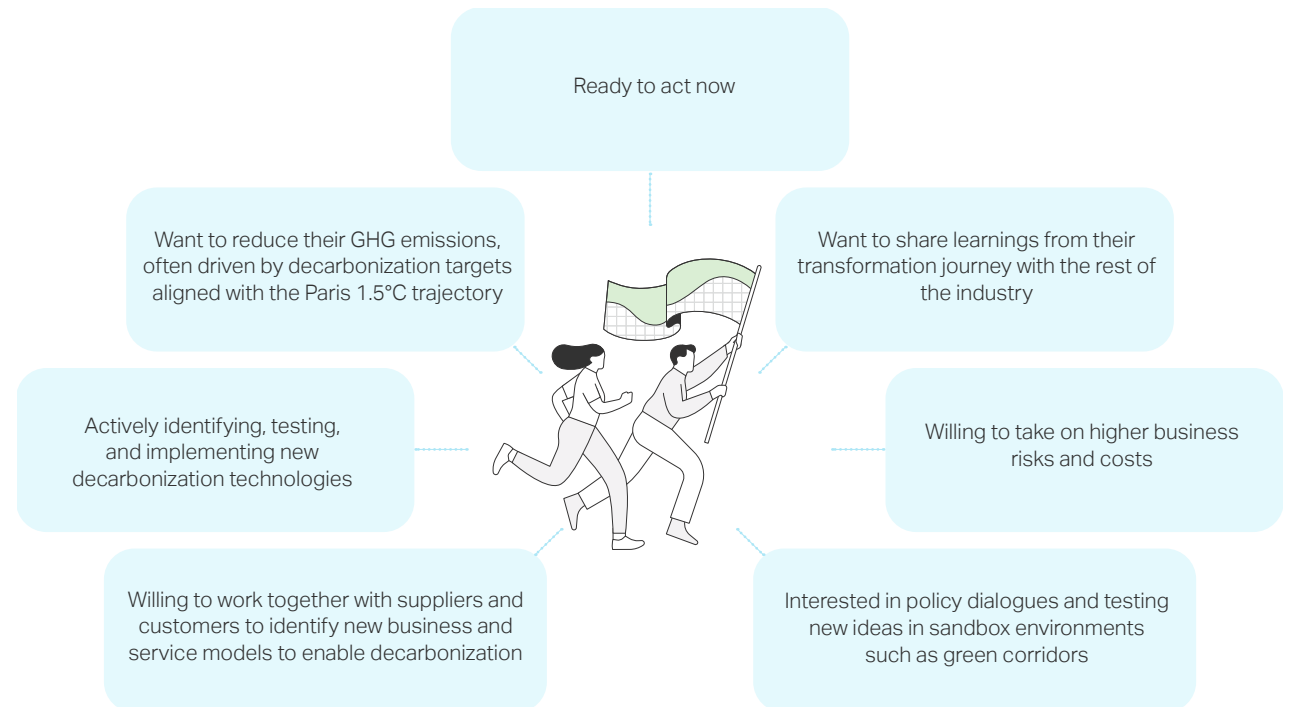 Ready to act now
Want to reduce their GHG emissions,
often driven by decarbonization targets
aligned with the Paris 1.5°C trajectory
Want to share learnings from their
transformation journey with the rest of
the industry
Actively identifying, testing,
and implementing new
decarbonization technologies
Willing to take on higher business
risks and costs
Willing to work together with suppliers and
customers to identify new business and
service models to enable decarbonization
Interested in policy dialogues and testing
new ideas in sandbox environments
such as green corridors